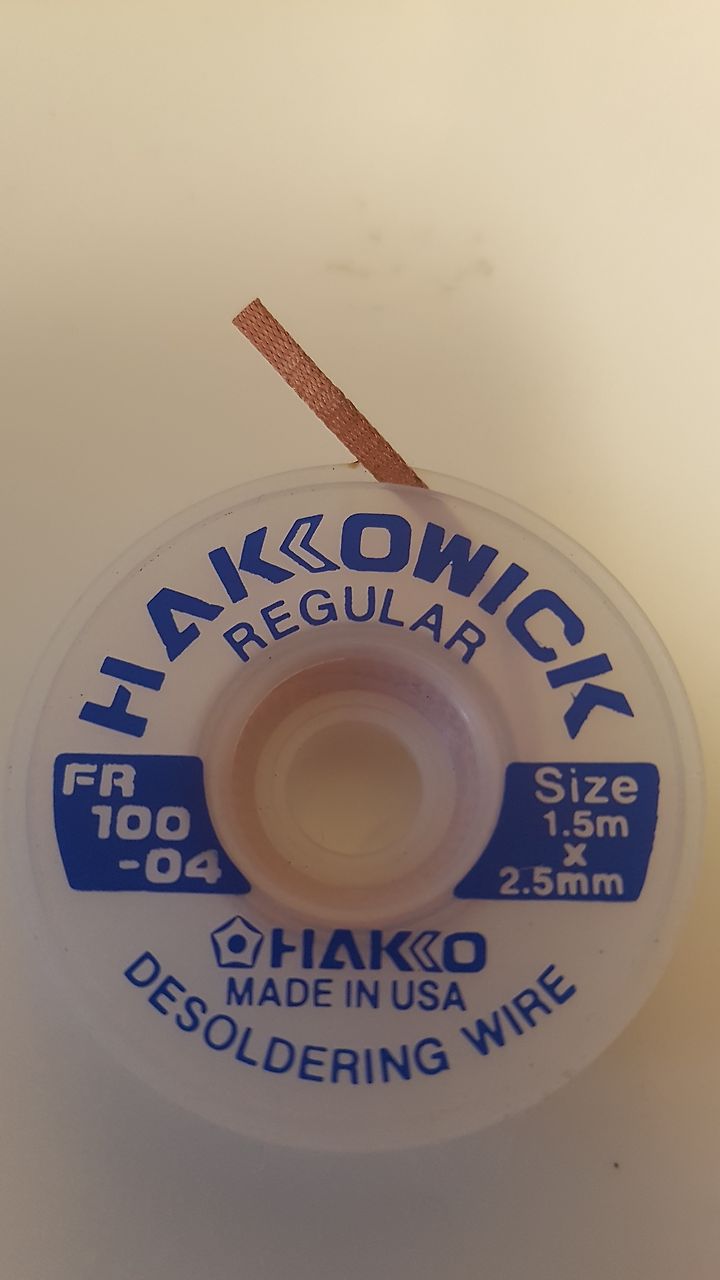 HAKKOWICK
REGULAR
FR
100
-04
Size
1.5m
x
2.5mm
HAKKO
MADE IN USA
DESOLDERING WIRE